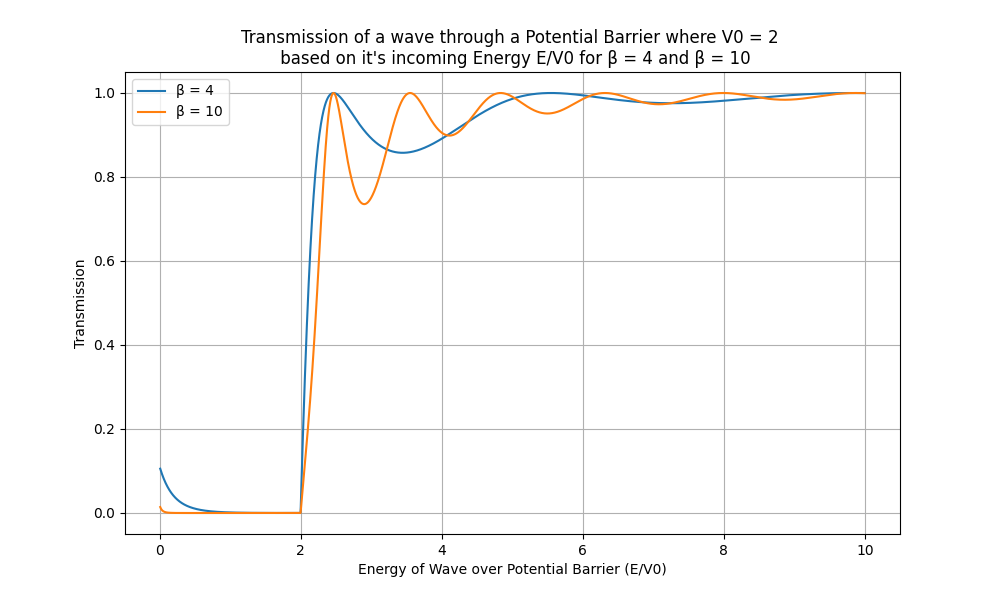 Transmission of a wave through a Potential Barrier where V0 = 2
based on it's incoming Energy E/V0 for β = 4 and β = 10
β = 4
β = 10
Transmission
1.0
0.8
0.6
0.4
0.2
0.0
0 2 4 6 8 10
Energy of Wave over Potential Barrier (E/V0)